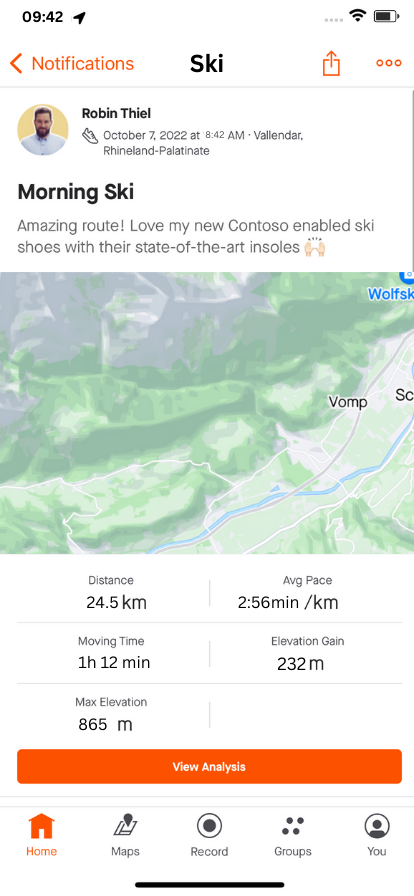 09:42
Notifications
Ski
Robin Thiel
October 7, 2022 at 8:42 AM · Vallendar,
Rhineland-Palatinate
Morning Ski
Amazing route! Love my new Contoso enabled ski
shoes with their state-of-the-art insoles 🙌🏻
Wolfsk
Vomp
Sc
Distance
Avg Pace
24.5 km
2:56min /km
Moving Time
Elevation Gain
1h 12 min
232 m
Max Elevation
865 m
View Analysis
Home
Maps
Record
Groups
You